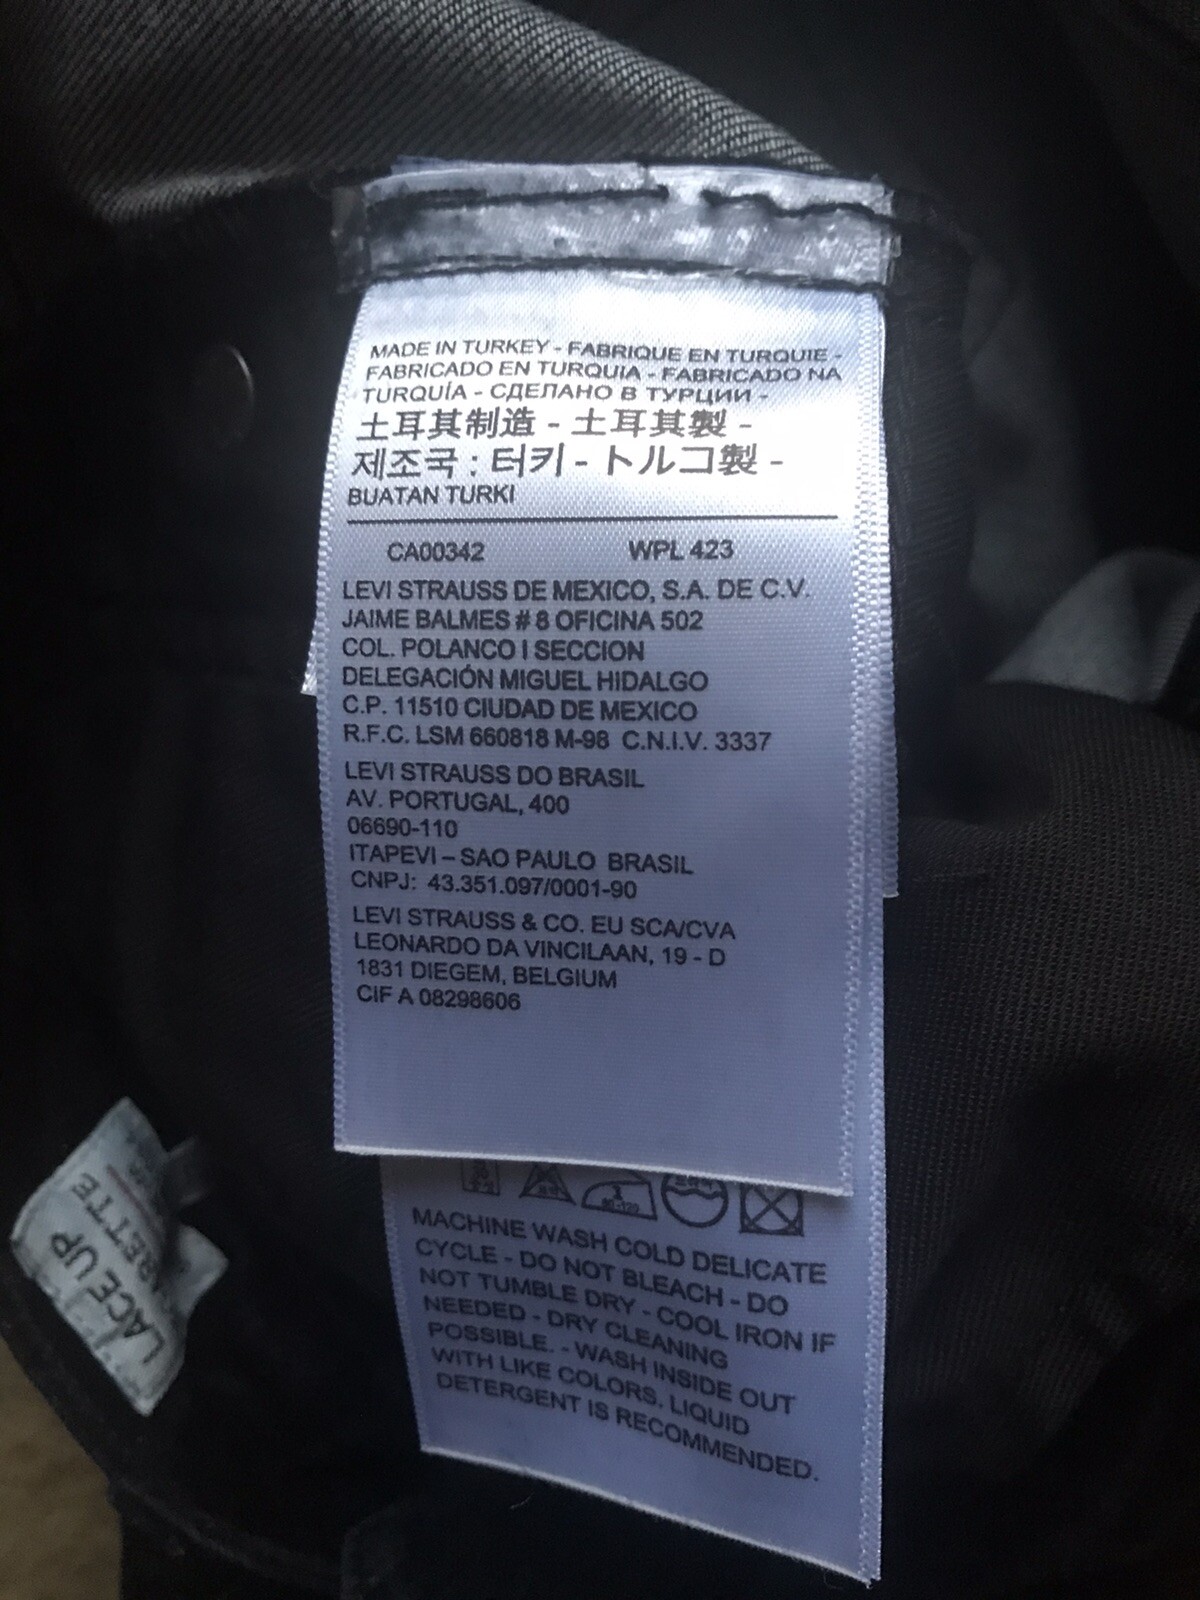 MADE IN TURKEY - FABRIQUE EN TURQUIE -
FABRICADO EN TURQUIA - FABRICADO NA
TURQUÍA - СДЕЛАНО В ТУРЦИИ -
土耳其制造 - 土耳其製 -
제조국 : 터키 - トルコ製 -
BUATAN TURKI
CA00342 WPL 423
LEVI STRAUSS DE MEXICO, S.A. DE C.V.
JAIME BALMES # 8 OFICINA 502
COL. POLANCO I SECCION
DELEGACIÓN MIGUEL HIDALGO
C.P. 11510 CIUDAD DE MEXICO
R.F.C. LSM 660818 M-98 C.N.I.V. 3337
LEVI STRAUSS DO BRASIL
AV. PORTUGAL, 400
06690-110
ITAPEVI – SAO PAULO BRASIL
CNPJ: 43.351.097/0001-90
LEVI STRAUSS & CO. EU SCA/CVA
LEONARDO DA VINCILAAN, 19 - D
1831 DIEGEM, BELGIUM
CIF A 08298606
MACHINE WASH COLD DELICATE
CYCLE - DO NOT BLEACH - DO
NOT TUMBLE DRY - COOL IRON IF
NEEDED - DRY CLEANING
POSSIBLE. - WASH INSIDE OUT
WITH LIKE COLORS. LIQUID
DETERGENT IS RECOMMENDED.
LACE UP